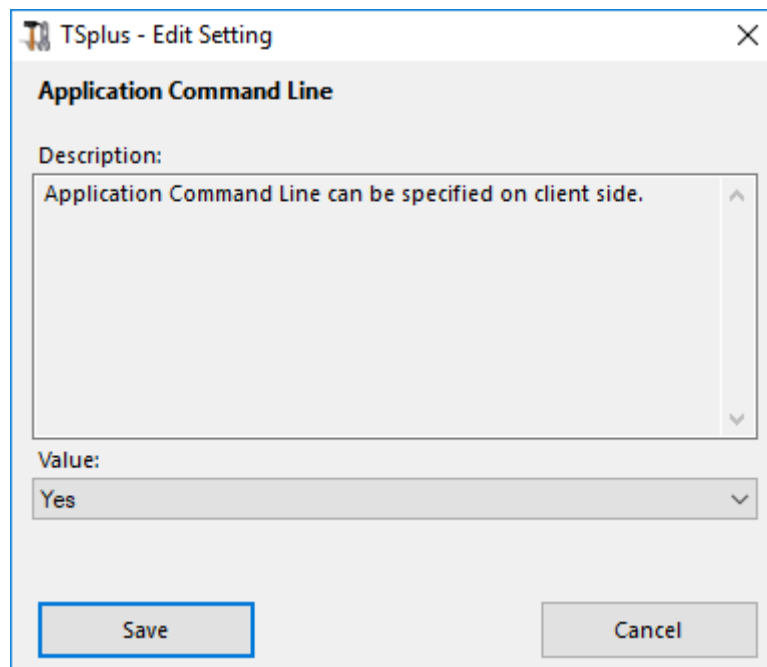 TSplus - Edit Setting
Application Command Line
Description:
Application Command Line can be specified on client side.
Value:
Yes
Save
Cancel